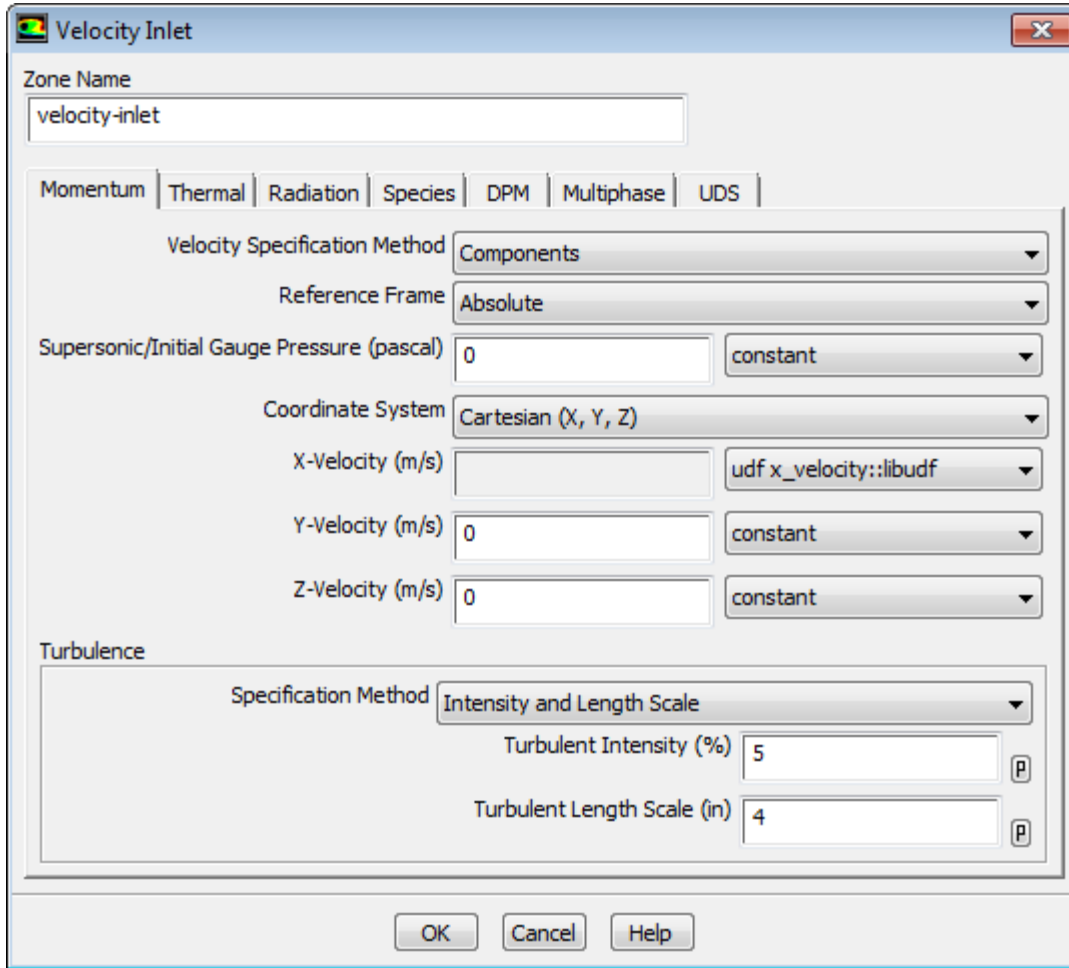 Velocity Inlet
Zone Name
velocity-inlet
Momentum Thermal Radiation Species DPM Multiphase UDS
Velocity Specification Method Components
Reference Frame Absolute
Supersonic/Initial Gauge Pressure (pascal) 0 constant
Coordinate System Cartesian (X, Y, Z)
X-Velocity (m/s) udf x_velocity::libudf
Y-Velocity (m/s) 0 constant
Z-Velocity (m/s) 0 constant
Turbulence
Specification Method Intensity and Length Scale
Turbulent Intensity (%) 5 P
Turbulent Length Scale (in) 4 P
OK Cancel Help